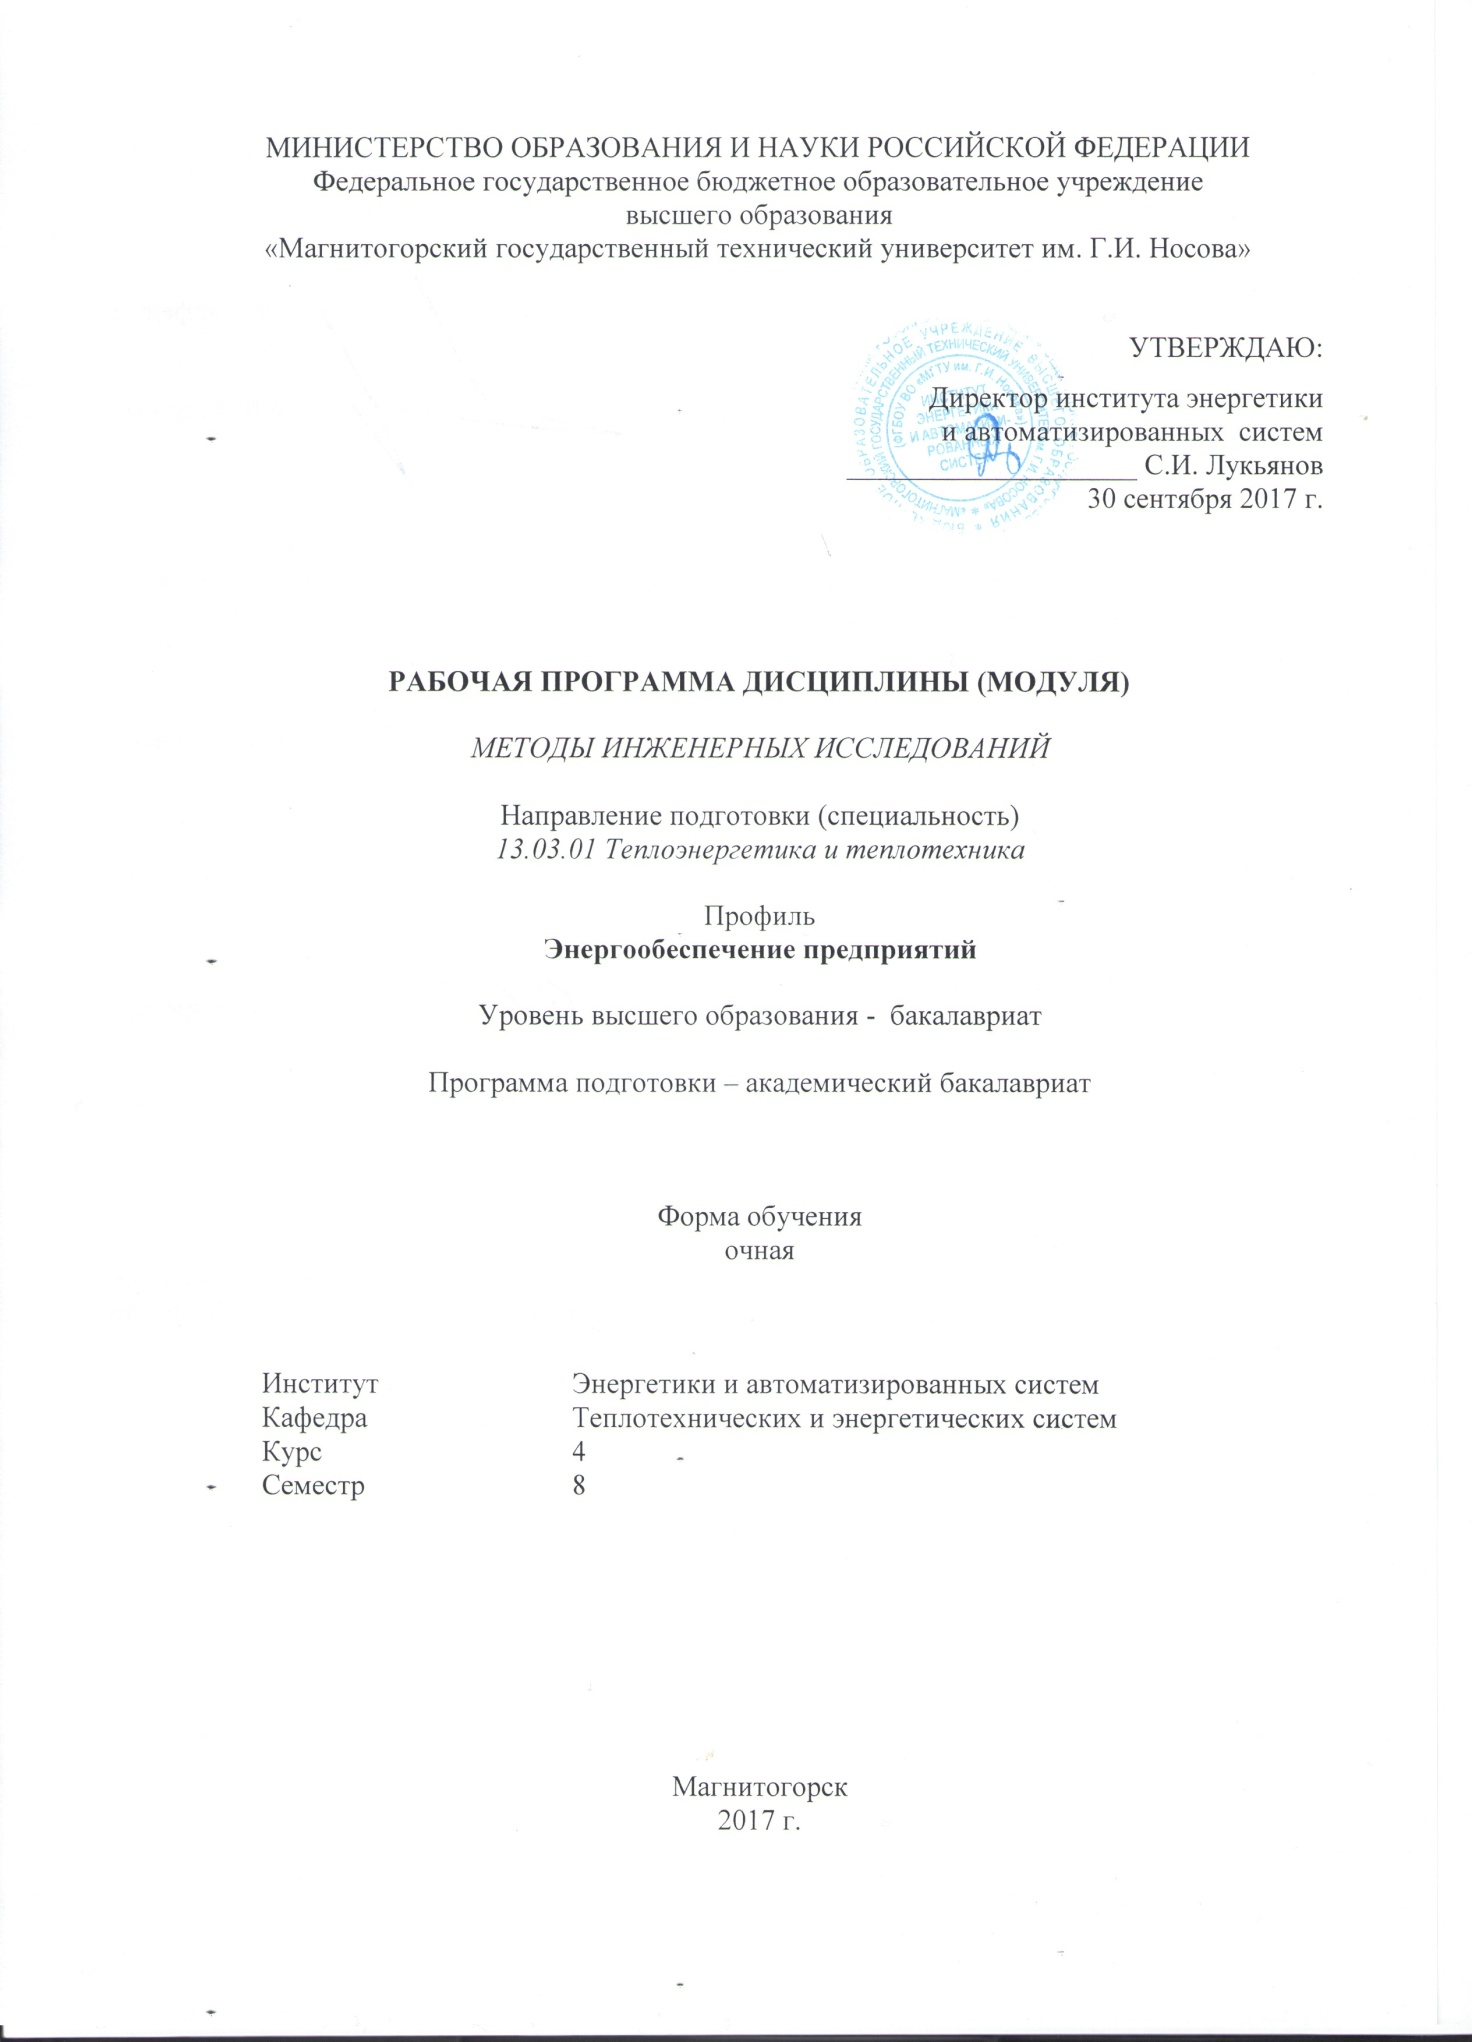 МИНИСТЕРСТВО ОБРАЗОВАНИЯ И НАУКИ РОССИЙСКОЙ ФЕДЕРАЦИИ
Федеральное государственное бюджетное образовательное учреждение
высшего образования
«Магнитогорский государственный технический университет им. Г.И. Носова»
УТВЕРЖДАЮ:
Директор института энергетики
и автоматизированных систем
С.И. Лукьянов
30 сентября 2017 г.
РАБОЧАЯ ПРОГРАММА ДИСЦИПЛИНЫ (МОДУЛЯ)
МЕТОДЫ ИНЖЕНЕРНЫХ ИССЛЕДОВАНИЙ
Направление подготовки (специальность)
13.03.01 Теплоэнергетика и теплотехника
Профиль
Энергообеспечение предприятий
Уровень высшего образования - бакалавриат
Программа подготовки – академический бакалавриат
Форма обучения
очная
Институт Энергетики и автоматизированных систем
Кафедра Теплотехнических и энергетических систем
Курс 4
Семестр 8
Магнитогорск
2017 г.